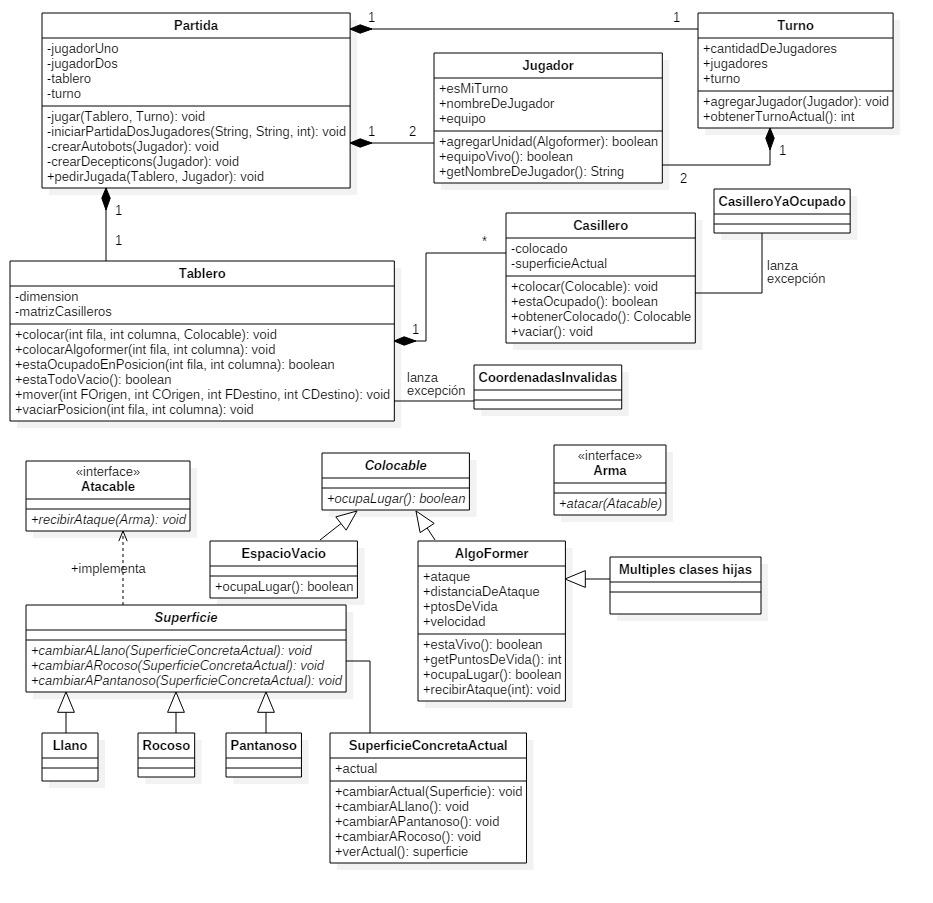 Partida
-jugadorUno
-jugadorDos
-tablero
-turno
-jugar(Tablero, Turno): void
-iniciarPartidaDosJugadores(String, String, int): void
-crearAutobots(Jugador): void
-crearDecepticons(Jugador): void
+pedirJugada(Tablero, Jugador): void
1
1
Turno
+cantidadDeJugadores
+jugadores
+turno
+agregarJugador(Jugador): void
+obtenerTurnoActual(): int
1
2
Jugador
+esMiTurno
+nombreDeJugador
+equipo
+agregarUnidad(Algoformer): boolean
+equipoVivo(): boolean
+getNombreDeJugador(): String
1
2
1
1
CasilleroYaOcupado
lanza
excepción
Casillero
-colocado
-superficieActual
+colocar(Colocable): void
+estaOcupado(): boolean
+obtenerColocado(): Colocable
+vaciar(): void
*
1
Tablero
-dimension
-matrizCasilleros
+colocar(int fila, int columna, Colocable): void
+colocarAlgoformer(int fila, int columna): void
+estaOcupadoEnPosicion(int fila, int columna): boolean
+estaTodoVacio(): boolean
+mover(int FOrigen, int COrigen, int FDestino, int CDestino): void
+vaciarPosicion(int fila, int columna): void
lanza
excepción
CoordenadasInvalidas
«interface»
Atacable
+recibirAtaque(Arma): void
+implementa
Colocable
+ocupaLugar(): boolean
«interface»
Arma
+atacar(Atacable)
EspacioVacio
+ocupaLugar(): boolean
AlgoFormer
+ataque
+distanciaDeAtaque
+ptosDeVida
+velocidad
+estaVivo(): boolean
+getPuntosDeVida(): int
+ocupaLugar(): boolean
+recibirAtaque(int): void
Multiples clases hijas
Superficie
+cambiarALlano(SuperficieConcretaActual): void
+cambiarARocoso(SuperficieConcretaActual): void
+cambiarAPantanoso(SuperficieConcretaActual): void
Llano
Rocoso
Pantanoso
SuperficieConcretaActual
+actual
+cambiarActual(Superficie): void
+cambiarALlano(): void
+cambiarAPantanoso(): void
+cambiarARocoso(): void
+verActual(): superficie